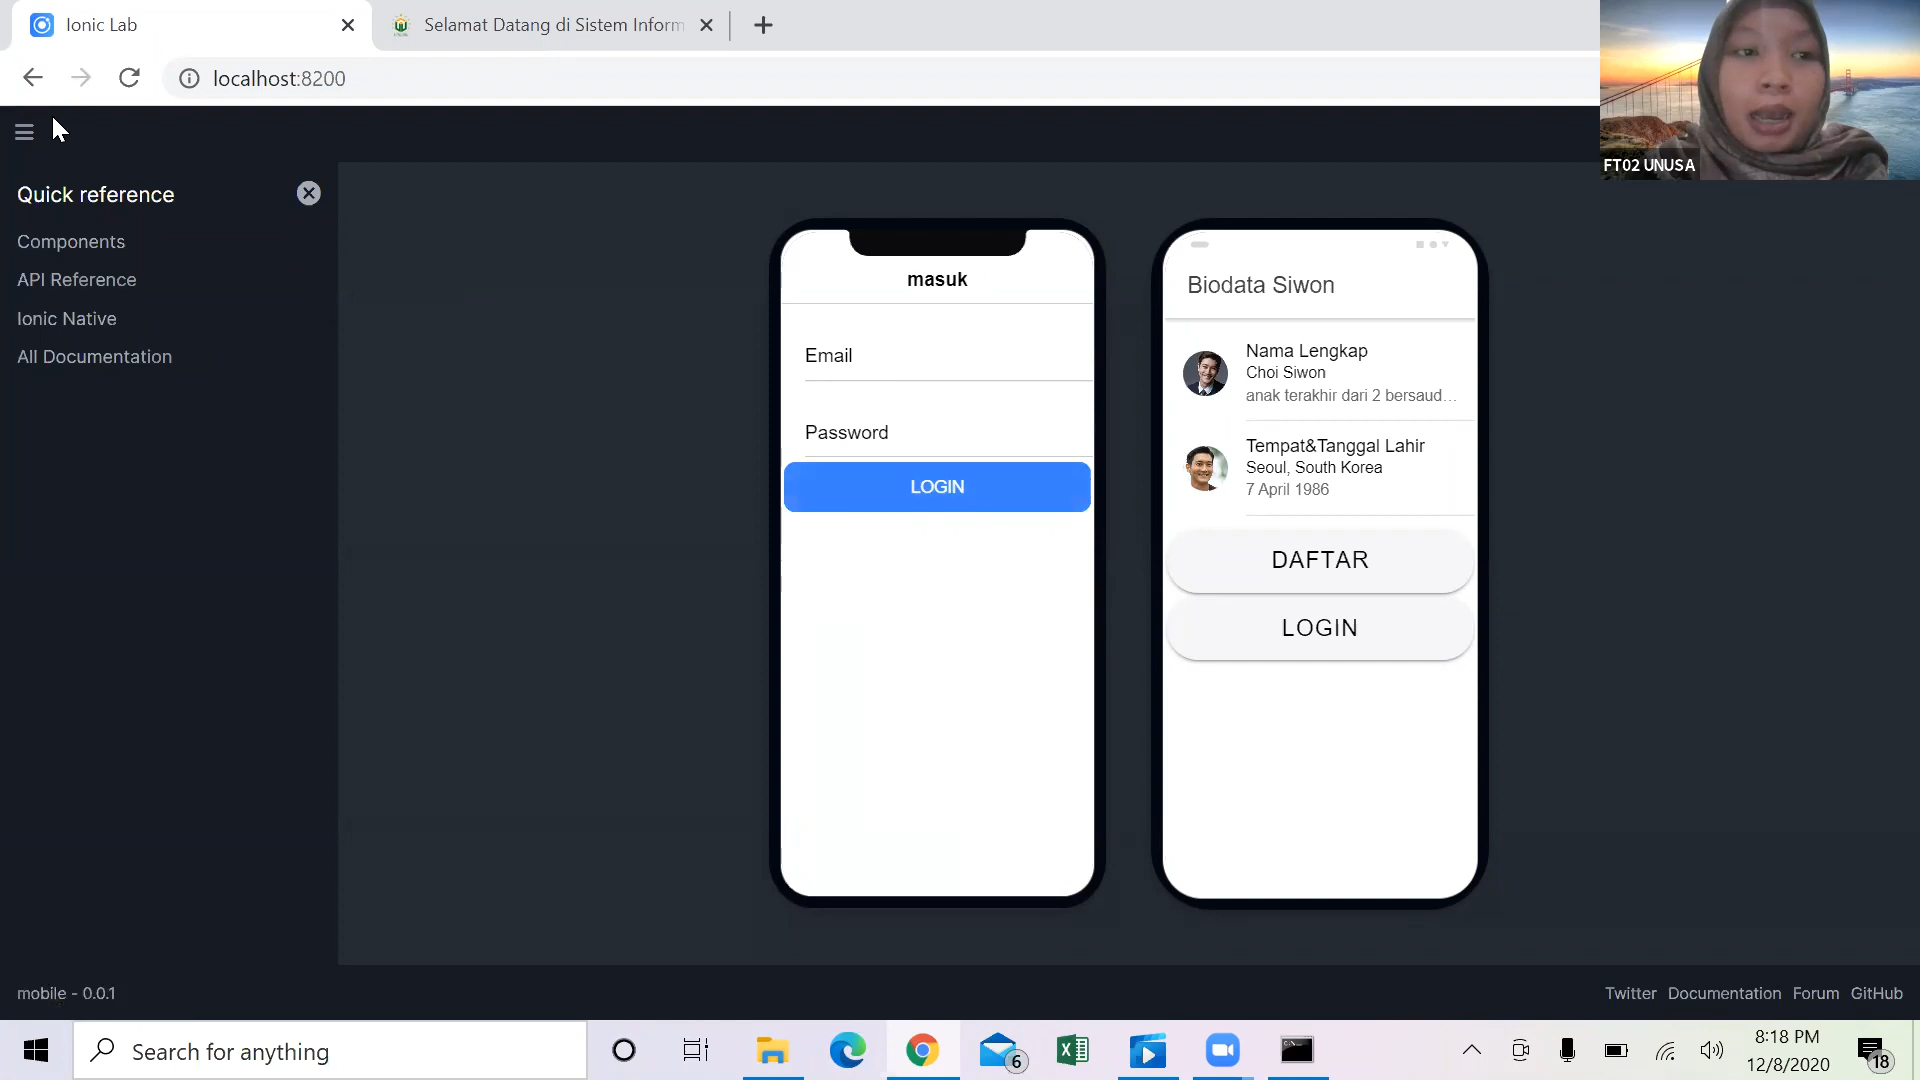 Ionic Lab
Selamat Datang di Sistem Inform
localhost:8200
FT02 UNUSA
Quick reference
Components
API Reference
Ionic Native
All Documentation
masuk
Email
Password
LOGIN
Biodata Siwon
Nama Lengkap
Choi Siwon
anak terakhir dari 2 bersaud...
Tempat&Tanggal Lahir
Seoul, South Korea
7 April 1986
DAFTAR
LOGIN
mobile - 0.0.1
Twitter Documentation Forum GitHub
Search for anything
6
8:18 PM
12/8/2020
18